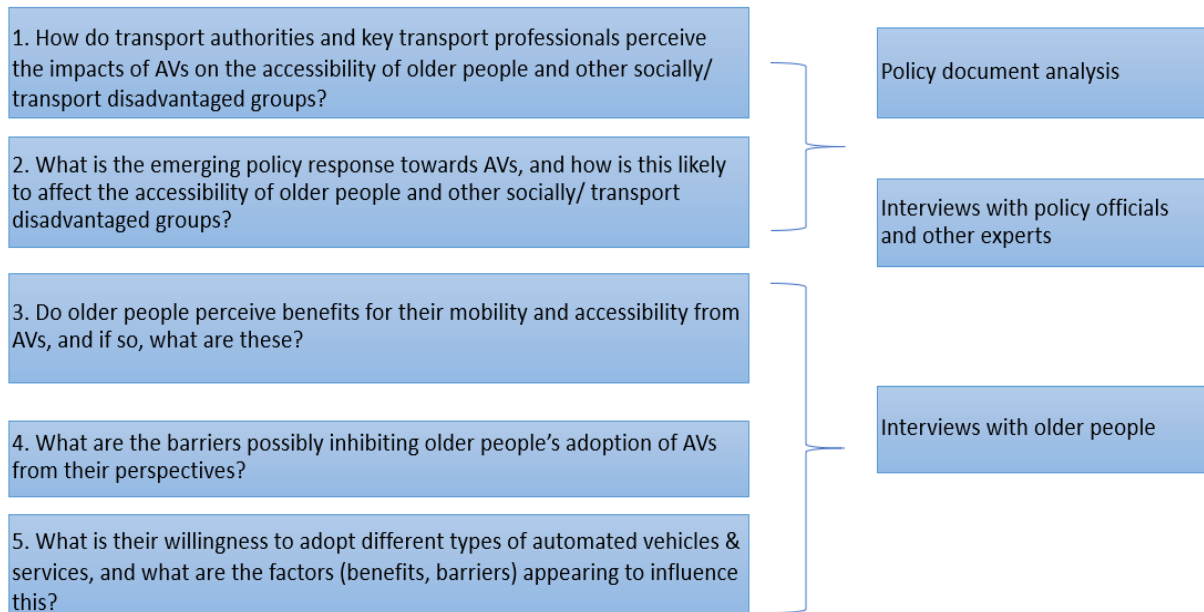 1. How do transport authorities and key transport professionals perceive
the impacts of AVs on the accessibility of older people and other socially/
transport disadvantaged groups?
2. What is the emerging policy response towards AVs, and how is this likely
to affect the accessibility of older people and other socially/ transport
disadvantaged groups?
3. Do older people perceive benefits for their mobility and accessibility from
AVs, and if so, what are these?
4. What are the barriers possibly inhibiting older people’s adoption of AVs
from their perspectives?
5. What is their willingness to adopt different types of automated vehicles &
services, and what are the factors (benefits, barriers) appearing to influence
this?
Policy document analysis
Interviews with policy officials
and other experts
Interviews with older people